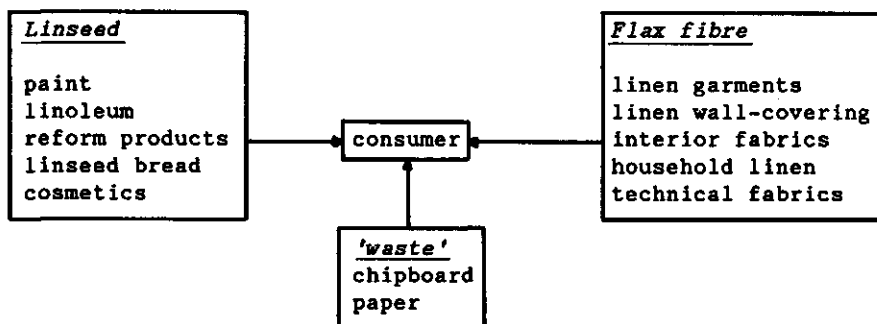 Linseed
paint
linoleum
reform products
linseed bread
cosmetics
consumer
Flax fibre
linen garments
linen wall-covering
interior fabrics
household linen
technical fabrics
'waste'
chipboard
paper